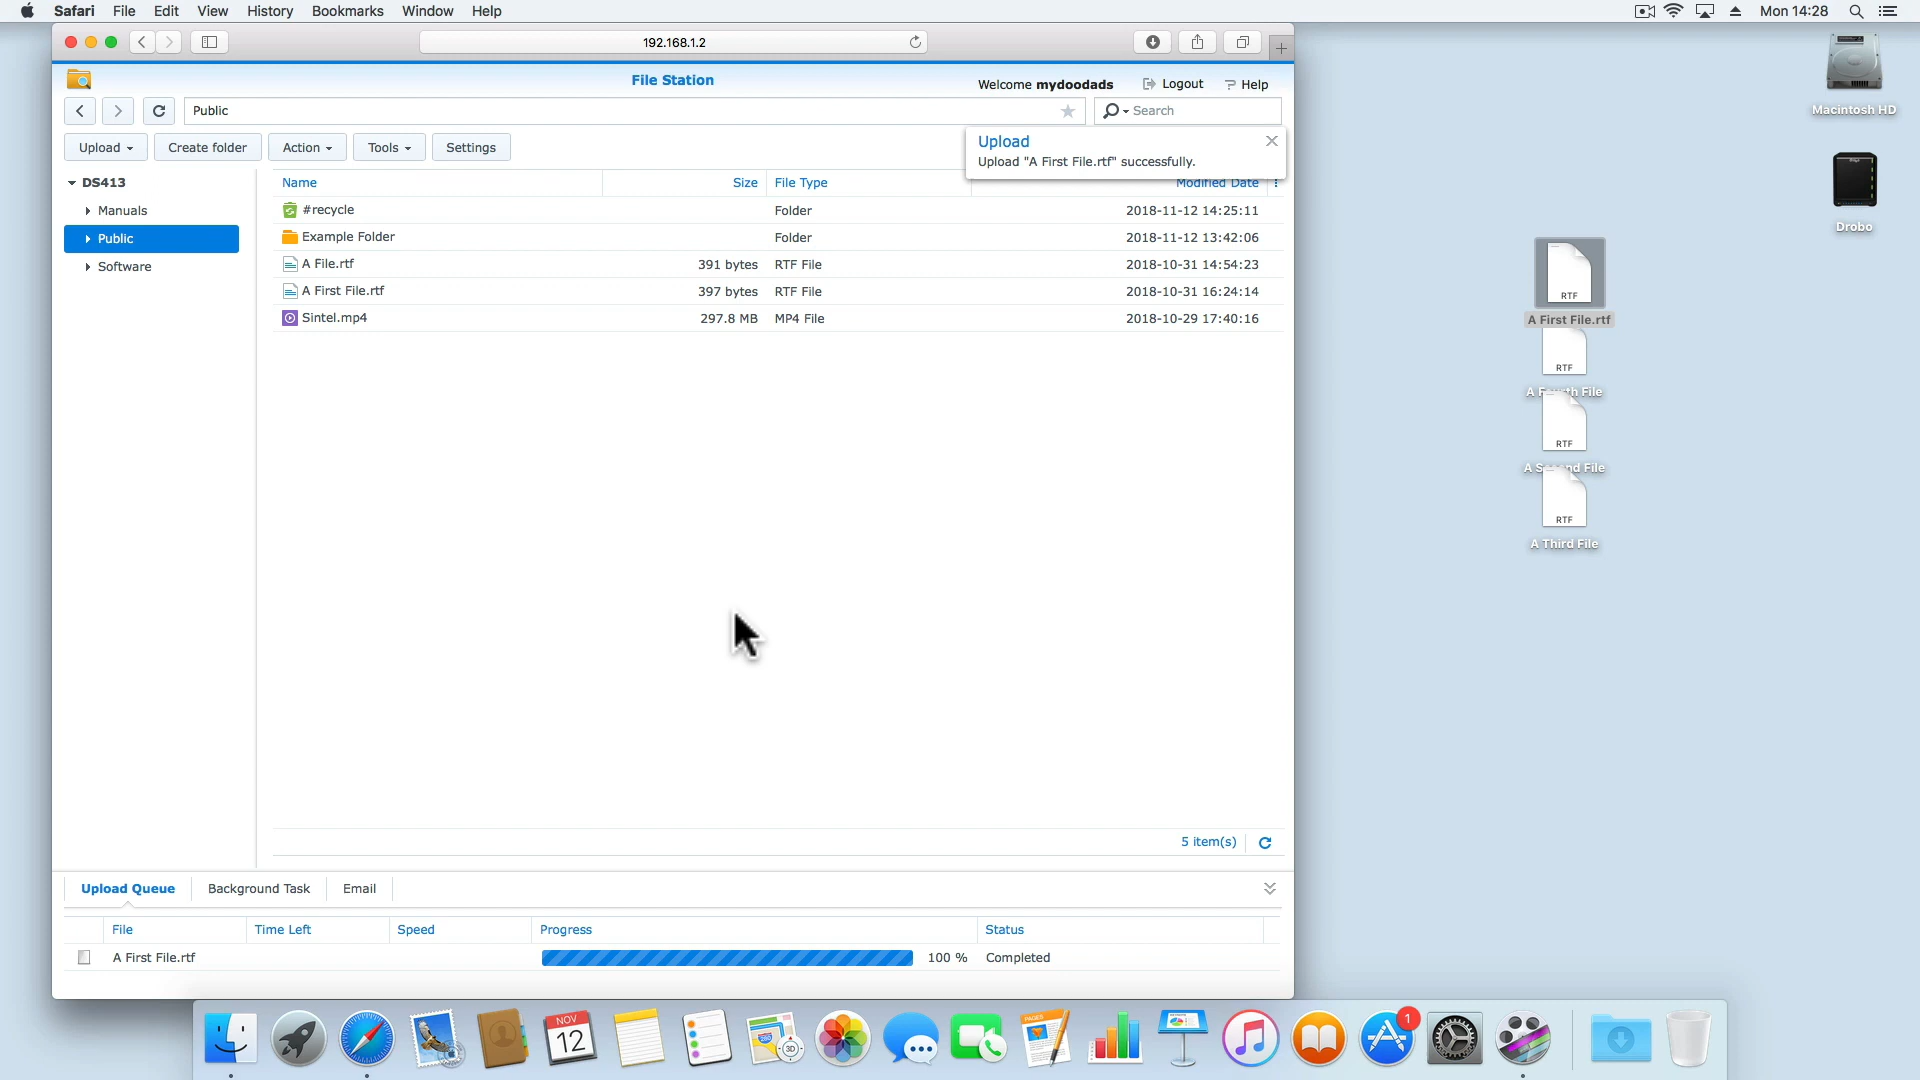 Safari File Edit View History Bookmarks Window Help Mon 14:28
192.168.1.2
File Station
Welcome mydoodads Logout Help
Public Search
Upload Create folder Action Tools Settings
Upload
Upload "A First File.rtf" successfully.
DS413
Manuals
Public
Software
Name Size File Type Modified Date
#recycle Folder 2018-11-12 14:25:11
Example Folder Folder 2018-11-12 13:42:06
A File.rtf 391 bytes RTF File 2018-10-31 14:54:23
A First File.rtf 397 bytes RTF File 2018-10-31 16:24:14
Sintel.mp4 297.8 MB MP4 File 2018-10-29 17:40:16
5 item(s)
Upload Queue Background Task Email
File Time Left Speed Progress Status
A First File.rtf 100 % Completed
Macintosh HD
Drobo
RTF
A First File.rtf
RTF
RTF
RTF
A Third File
NOV
12
PAGES
280
3D
1